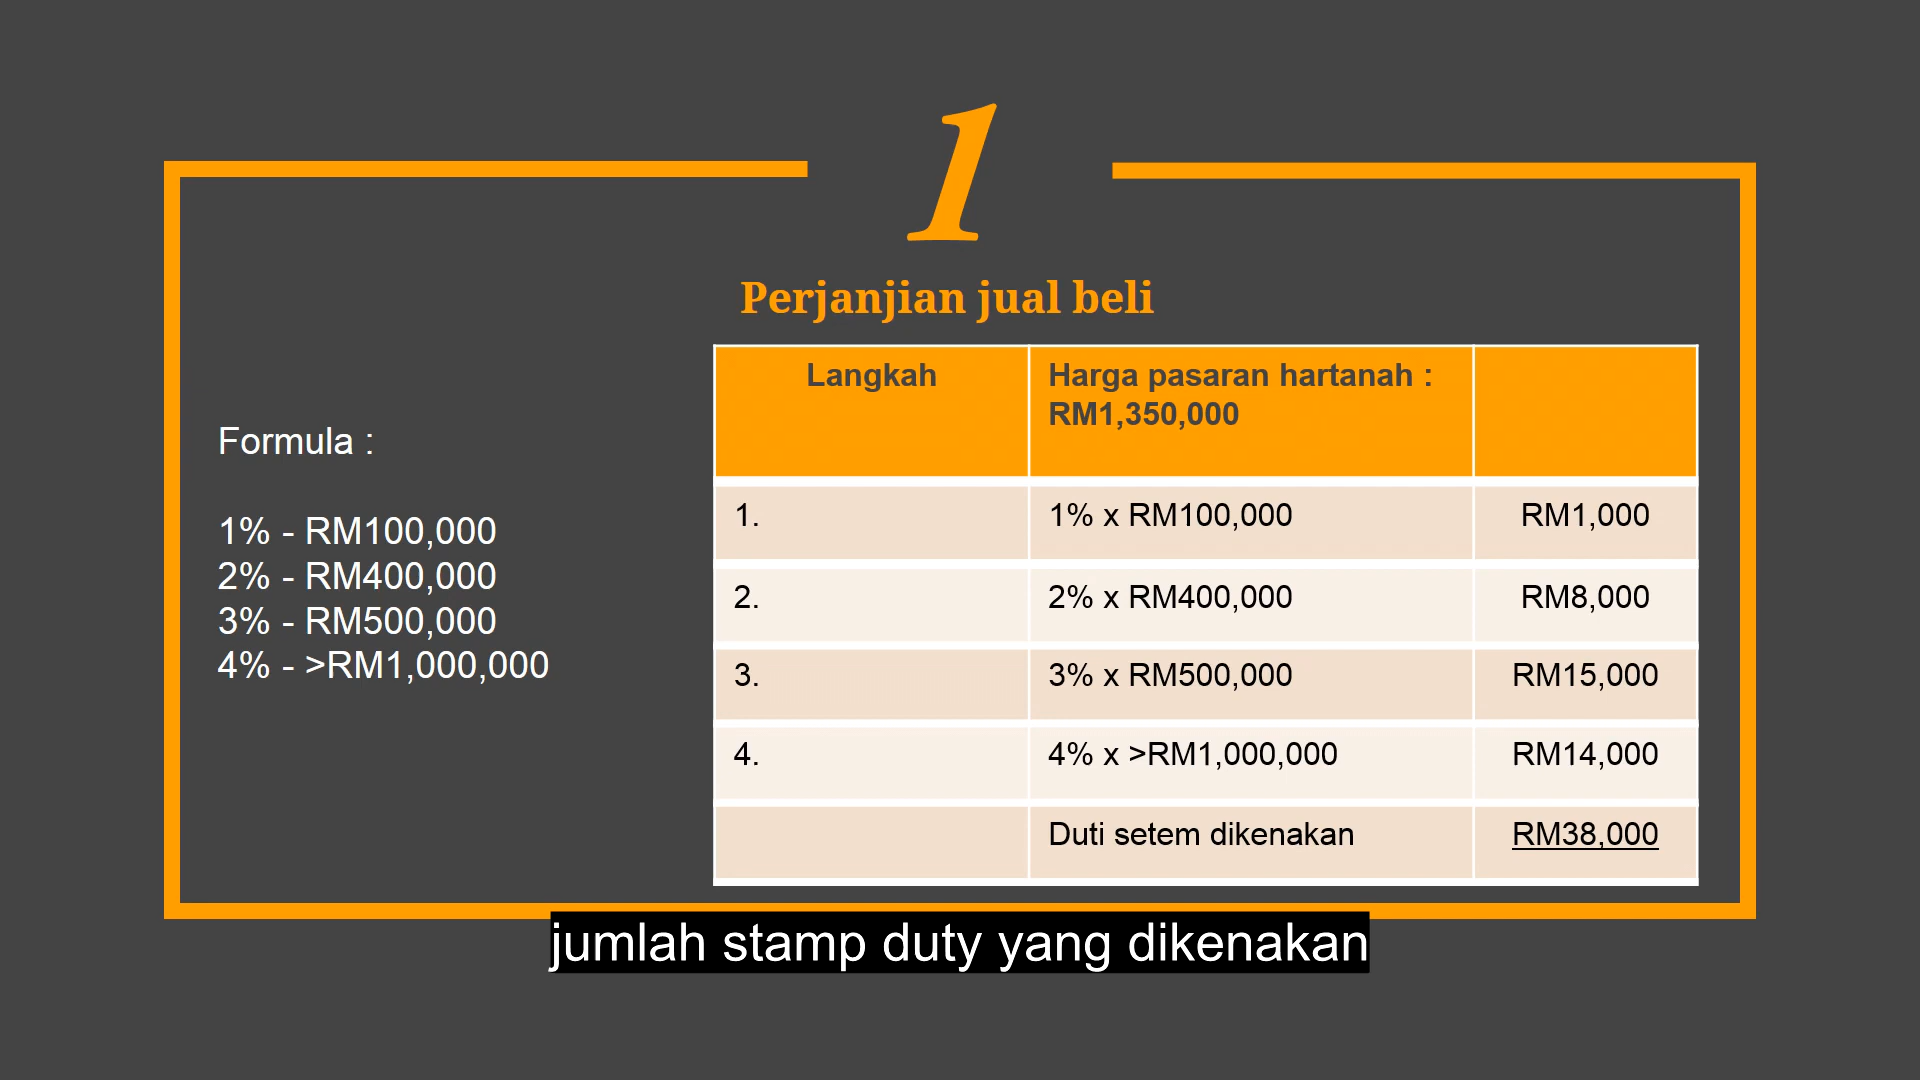 1
Perjanjian jual beli
Formula :
1% - RM100,000
2% - RM400,000
3% - RM500,000
4% - >RM1,000,000
Langkah
Harga pasaran hartanah :
RM1,350,000
1. 1% x RM100,000 RM1,000
2. 2% x RM400,000 RM8,000
3. 3% x RM500,000 RM15,000
4. 4% x >RM1,000,000 RM14,000
Duti setem dikenakan RM38,000
jumlah stamp duty yang dikenakan